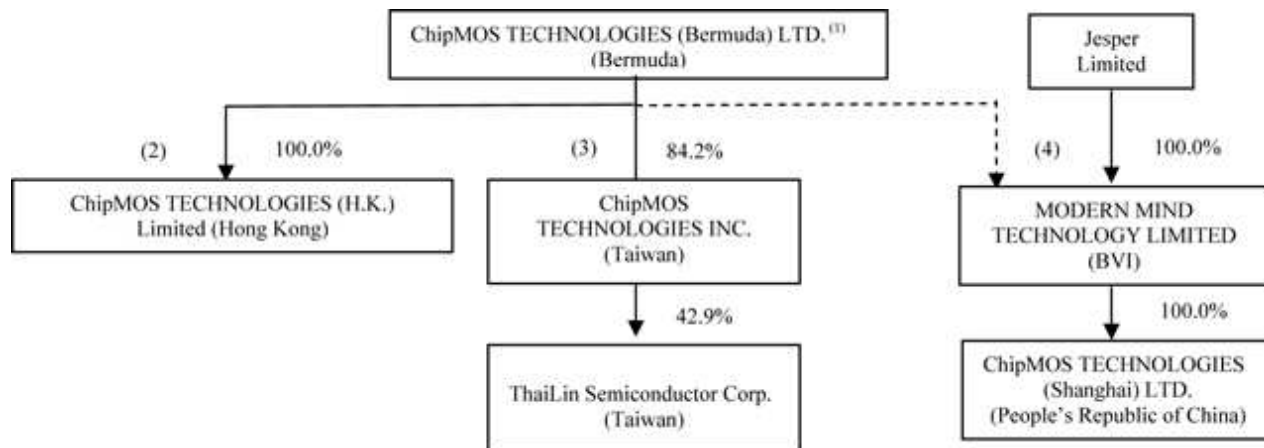 ChipMOS TECHNOLOGIES (Bermuda) LTD. (1)
(Bermuda)
Jesper
Limited
(2)
100.0%
(3)
84.2%
(4)
100.0%
ChipMOS TECHNOLOGIES (H.K.)
Limited (Hong Kong)
ChipMOS
TECHNOLOGIES INC.
(Taiwan)
MODERN MIND
TECHNOLOGY LIMITED
(BVI)
42.9%
100.0%
ThaiLin Semiconductor Corp.
(Taiwan)
ChipMOS TECHNOLOGIES
(Shanghai) LTD.
(People's Republic of China)